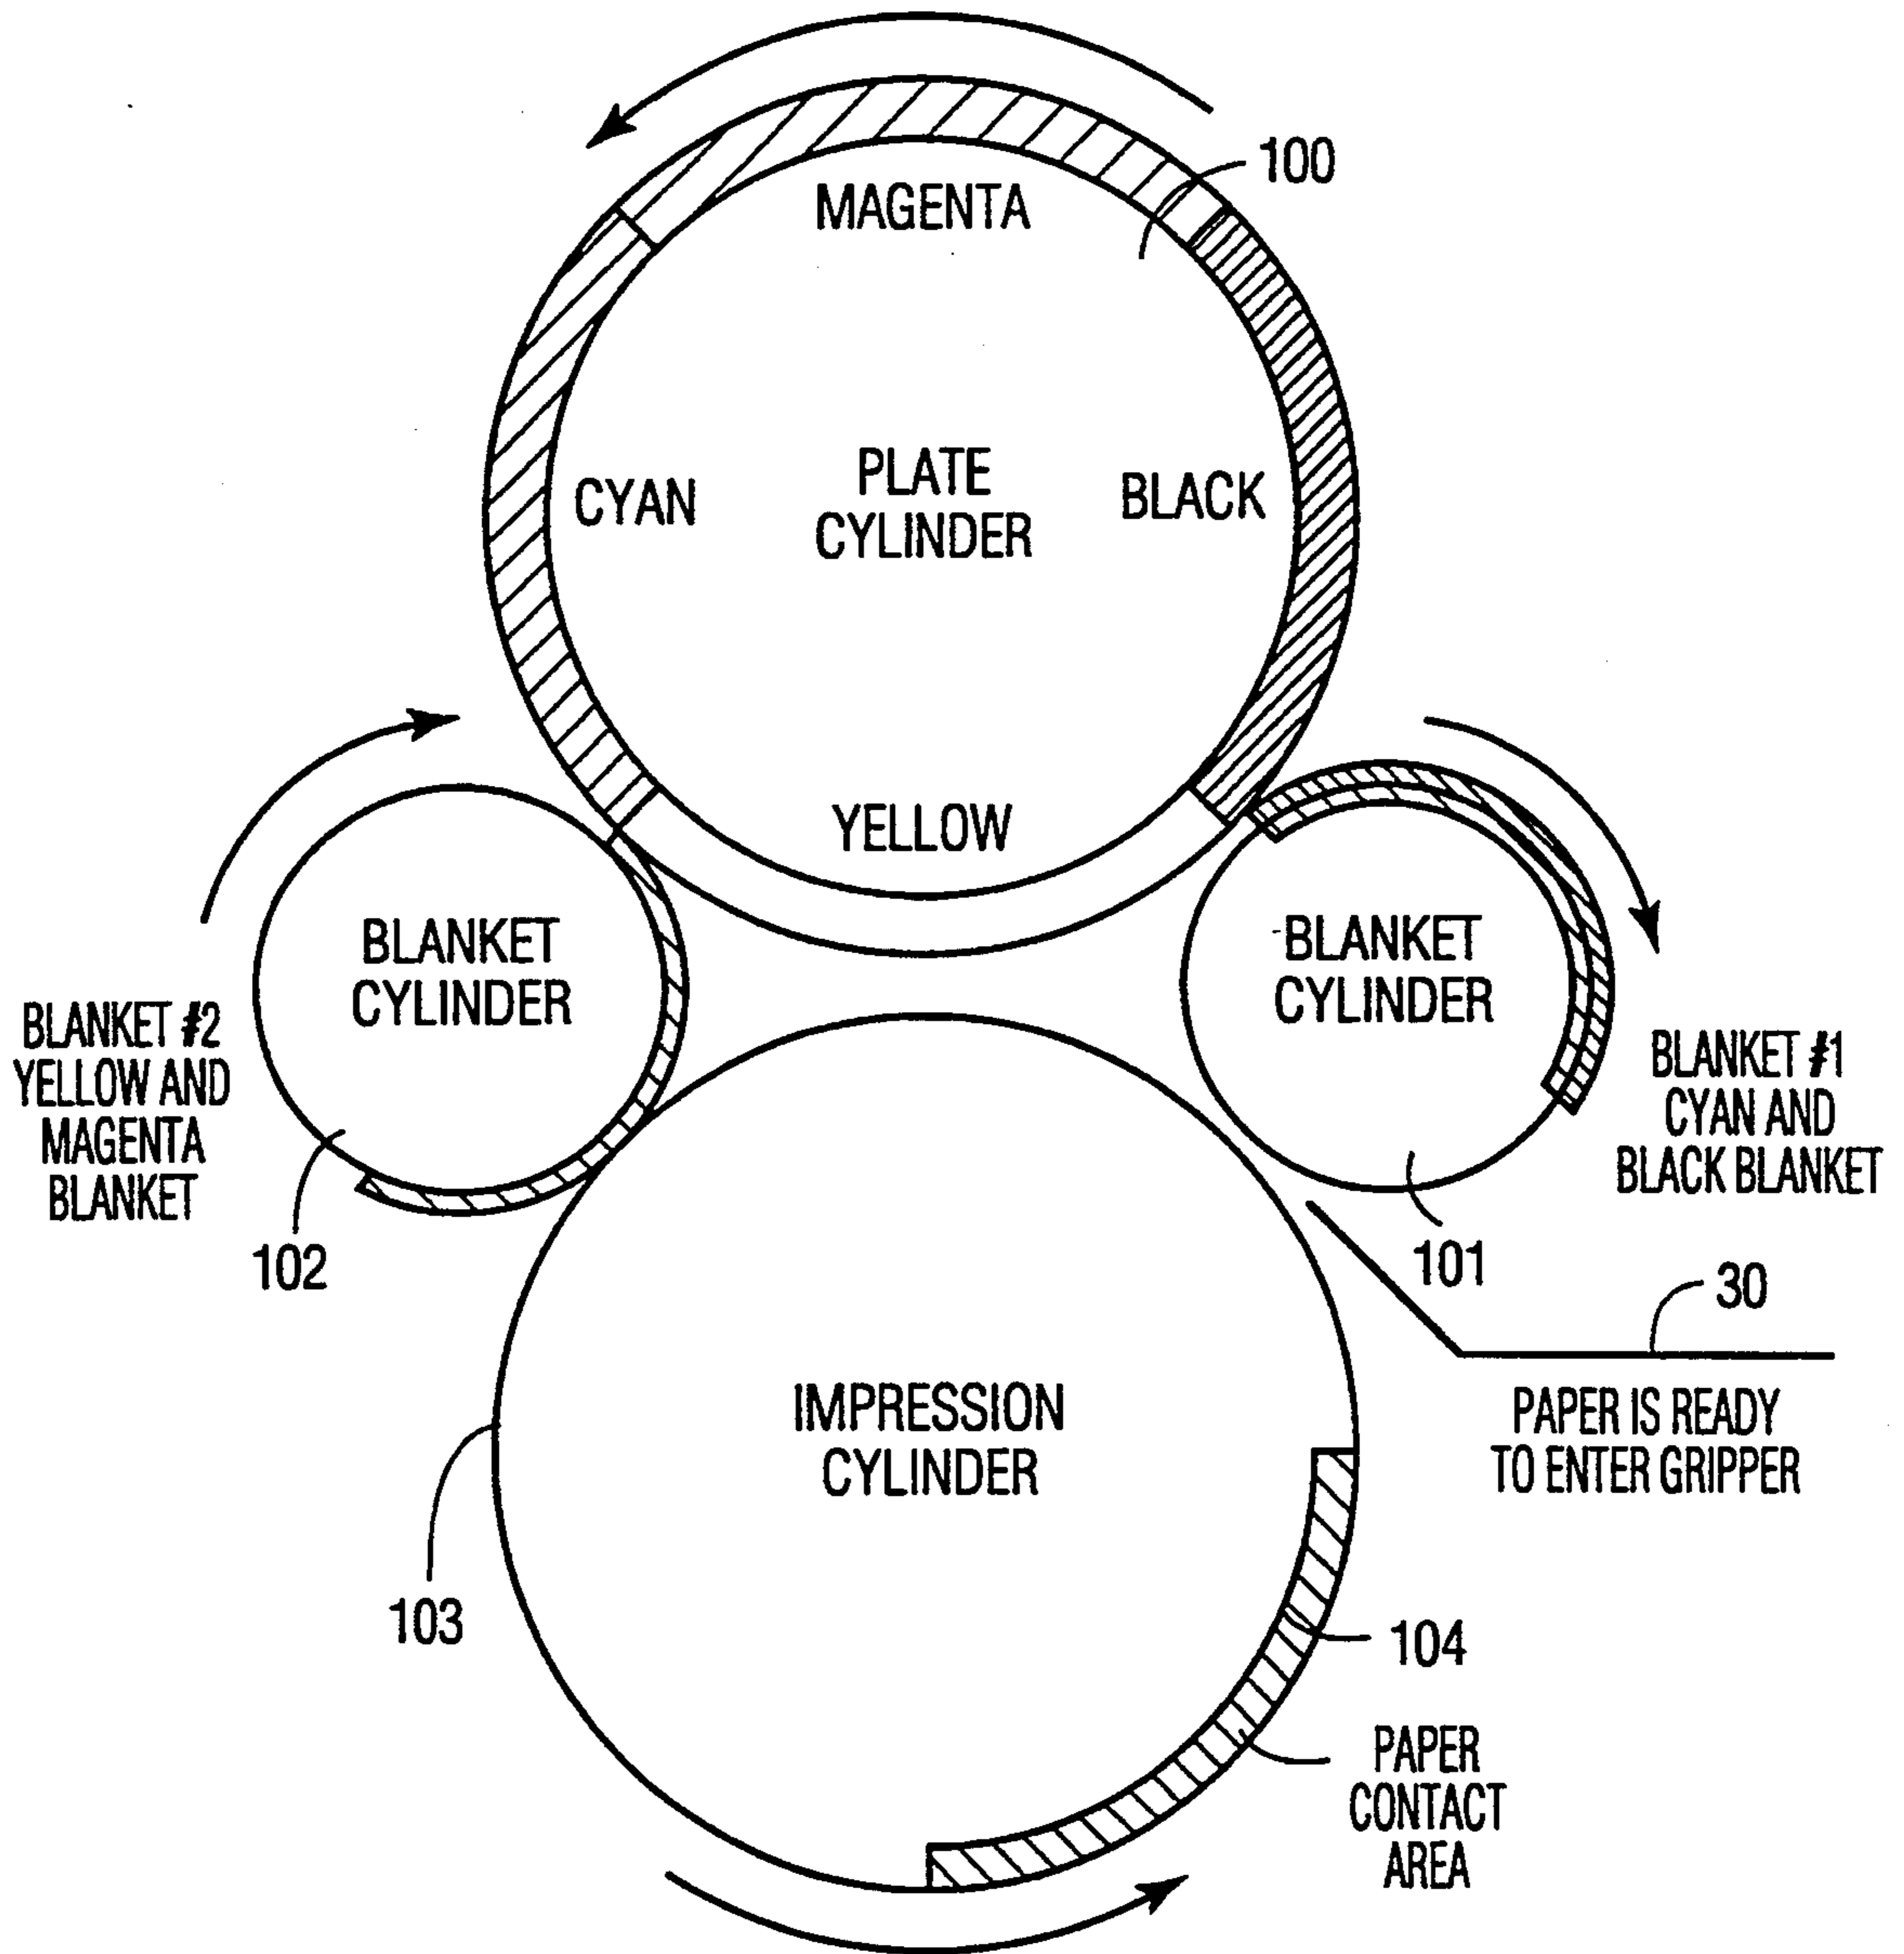 100
MAGENTA
CYAN
PLATE
CYLINDER
BLACK
YELLOW
BLANKET
CYLINDER
BLANKET
CYLINDER
BLANKET #2
YELLOW AND
MAGENTA
BLANKET
BLANKET #1
CYAN AND
BLACK BLANKET
102
101
30
IMPRESSION
CYLINDER
PAPER IS READY
TO ENTER GRIPPER
103
104
PAPER
CONTACT
AREA